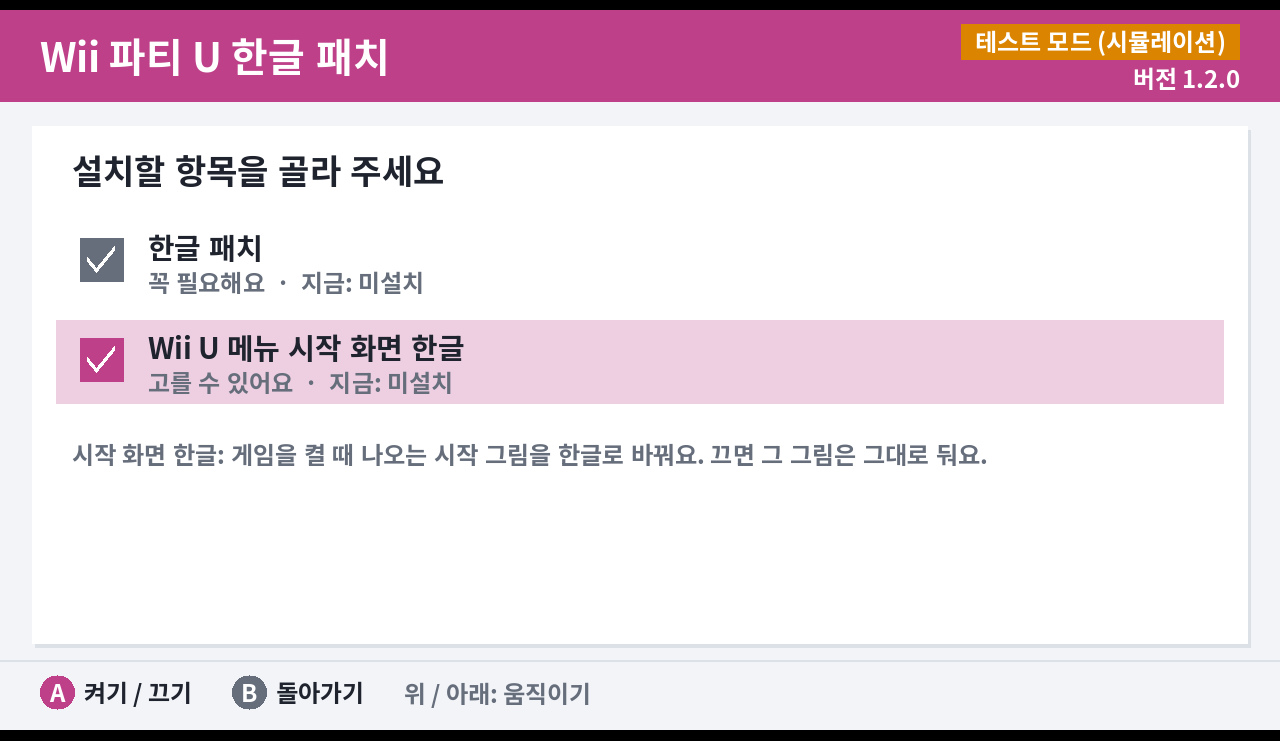 Wii 파티 U 한글 패치
테스트 모드 (시뮬레이션)
버전 1.2.0
설치할 항목을 골라 주세요
한글 패치
꼭 필요해요 · 지금: 미설치
Wii U 메뉴 시작 화면 한글
고를 수 있어요 · 지금: 미설치
시작 화면 한글: 게임을 켤 때 나오는 시작 그림을 한글로 바꿔요. 끄면 그 그림은 그대로 둬요.
A 켜기 / 끄기 B 돌아가기 위 / 아래: 움직이기